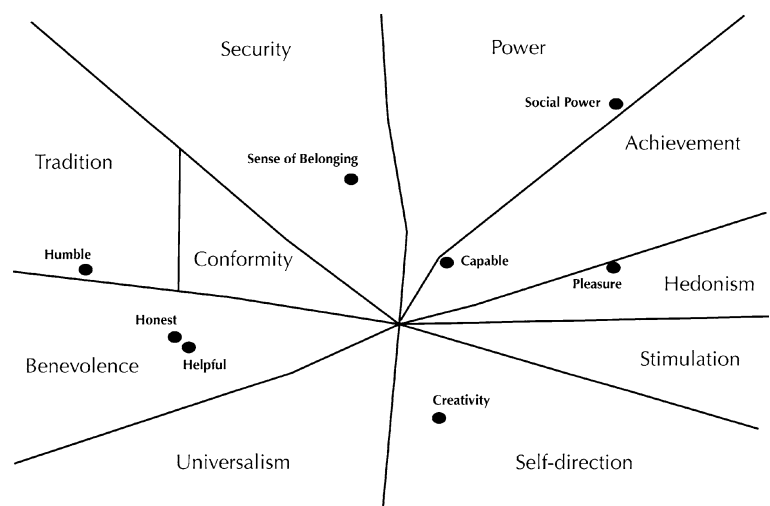 Security
Power
Social Power
Achievement
Tradition
Sense of Belonging
Humble
Conformity
Capable
Pleasure
Hedonism
Honest
Helpful
Benevolence
Stimulation
Creativity
Universalism
Self-direction